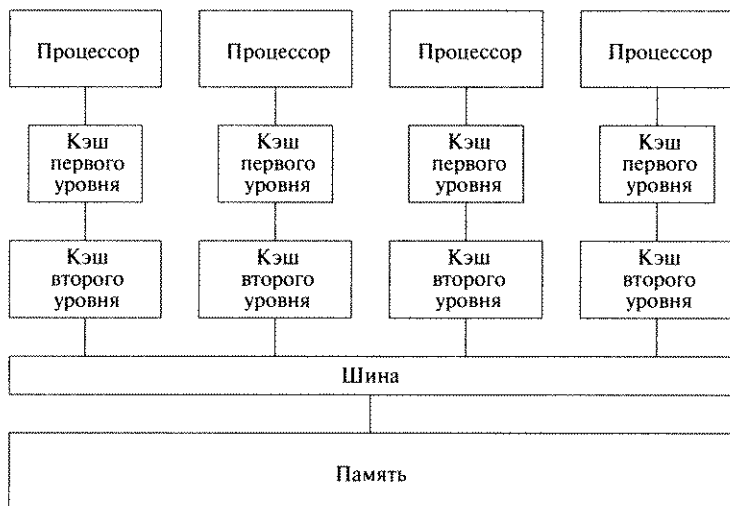 Процессор
Процессор
Процессор
Процессор
Кэш
первого
уровня
Кэш
первого
уровня
Кэш
первого
уровня
Кэш
первого
уровня
Кэш
второго
уровня
Кэш
второго
уровня
Кэш
второго
уровня
Кэш
второго
уровня
Шина
Память